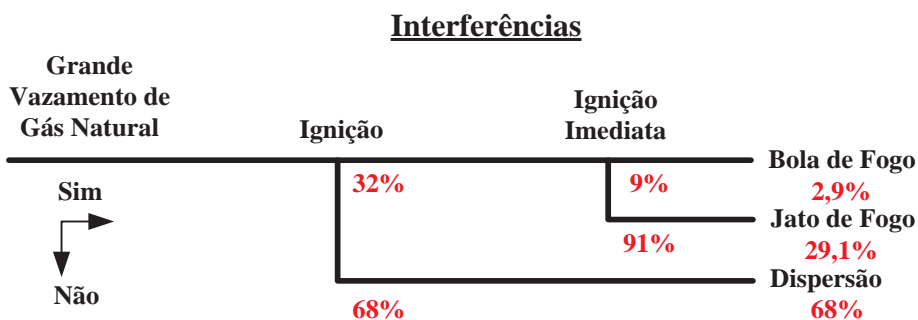 Interferências
Grande
Vazamento de
Gás Natural
Ignição
Ignição
Imediata
Bola de Fogo
32%
9%
2,9%
Sim
Jato de Fogo
91%
29,1%
Dispersão
Não
68%
68%